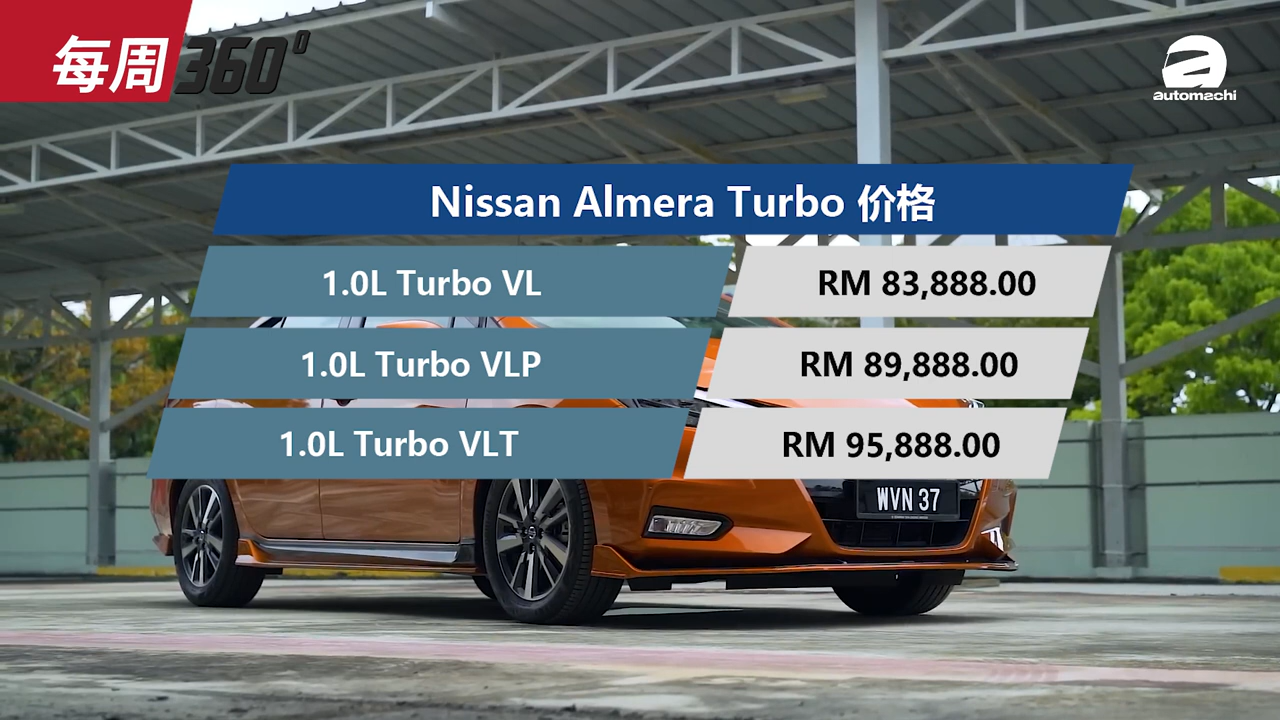 每周360°
automachi
Nissan Almera Turbo 价格
1.0L Turbo VL RM 83,888.00
1.0L Turbo VLP RM 89,888.00
1.0L Turbo VLT RM 95,888.00
WVN 37